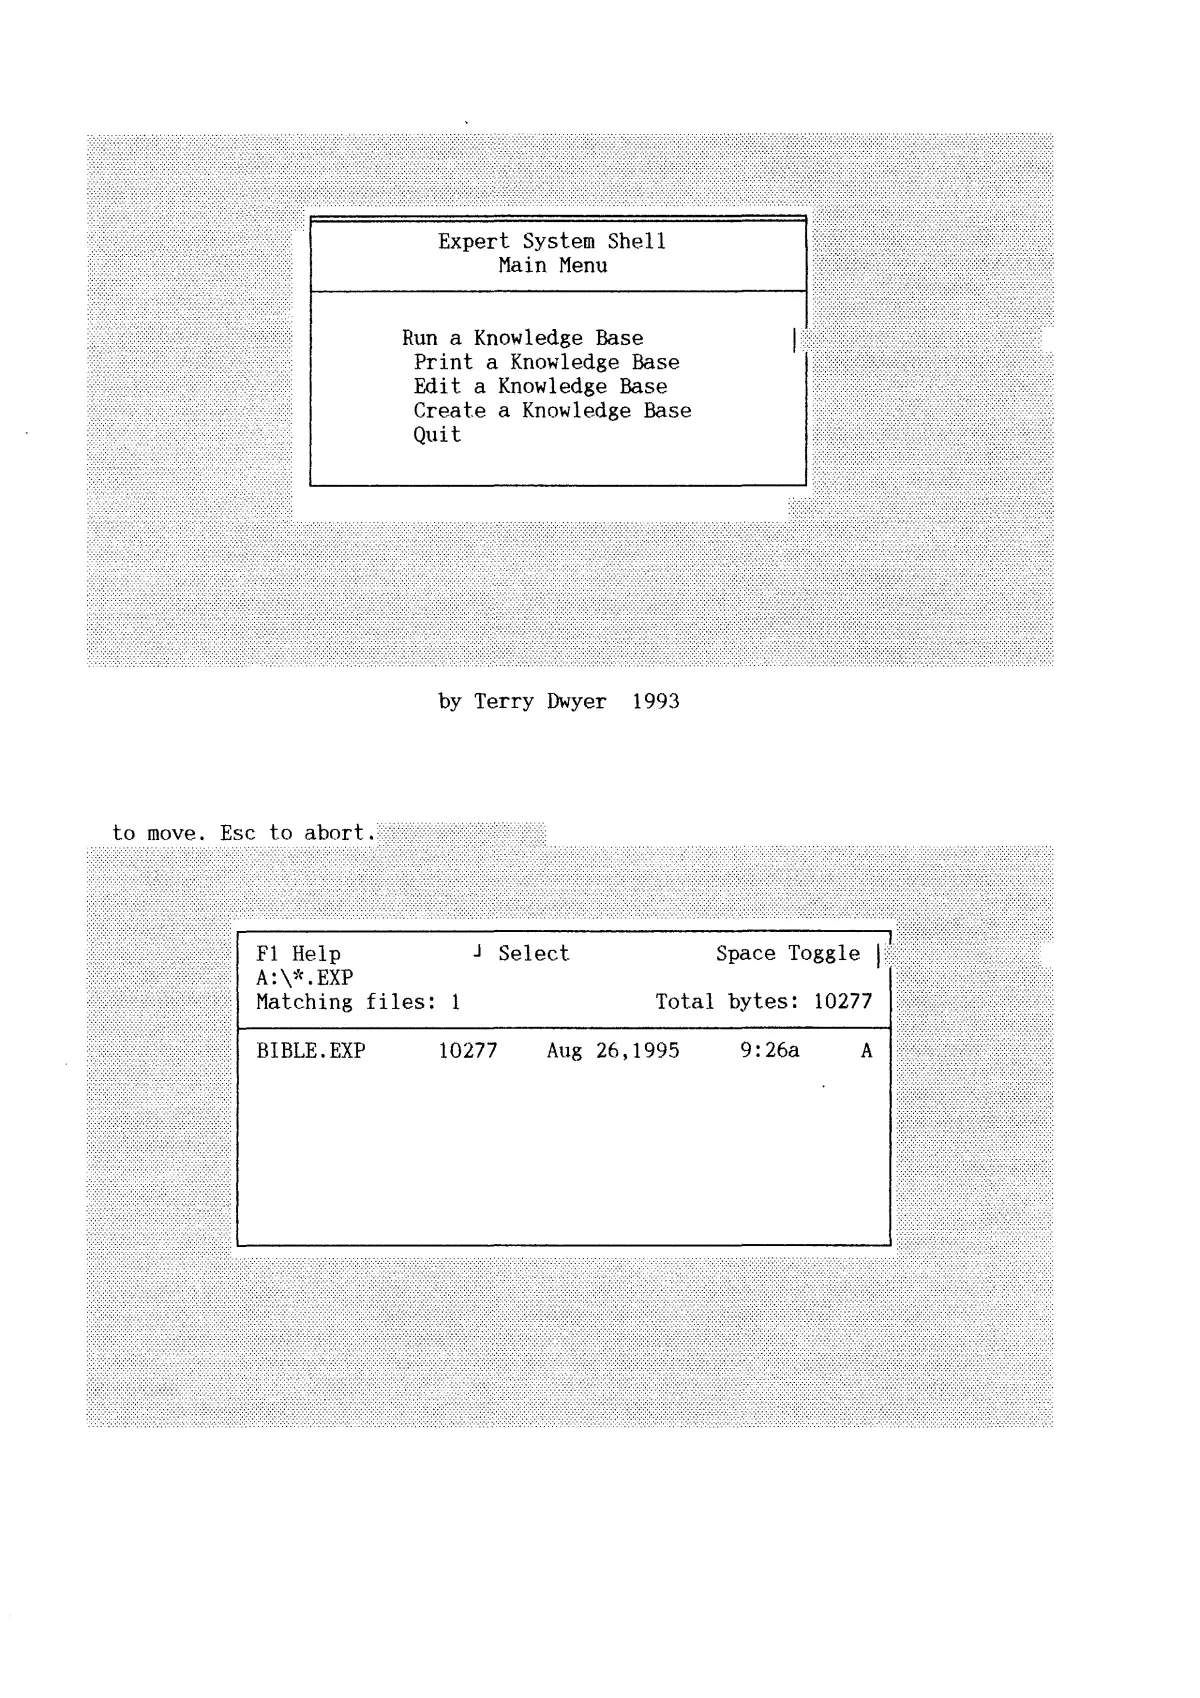 Expert System Shell
Main Menu
Run a Knowledge Base
Print a Knowledge Base
Edit a Knowledge Base
Create a Knowledge Base
Quit
by Terry Dwyer 1993
to move. Esc to abort.
F1 Help ┘ Select Space Toggle
A:\*.EXP
Matching files: 1 Total bytes: 10277
BIBLE.EXP 10277 Aug 26,1995 9:26a A